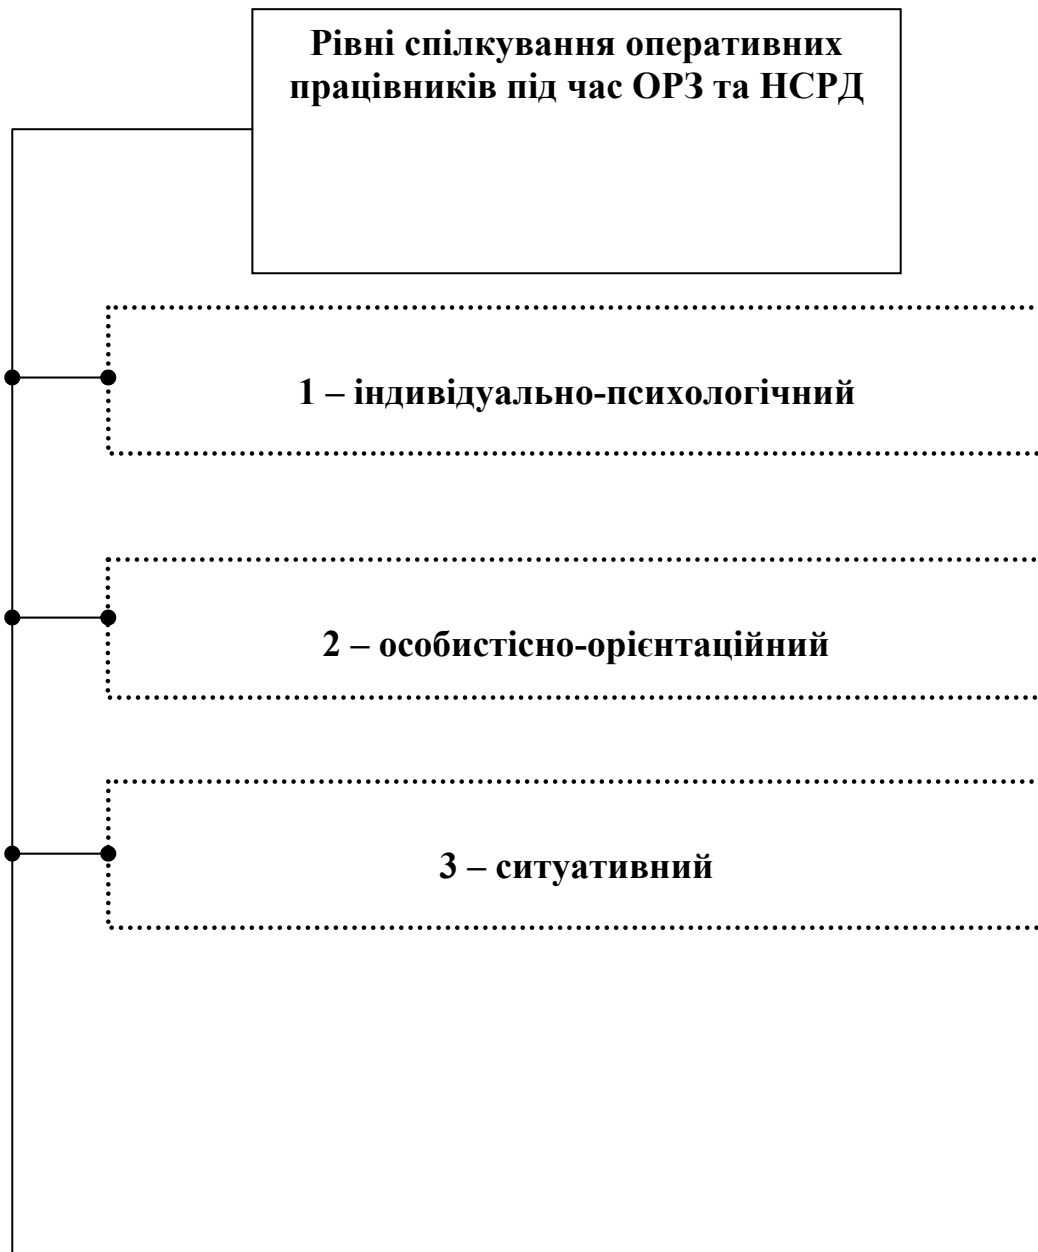 Рівні спілкування оперативних
працівників під час ОРЗ та НСРД
1 – індивідуально-психологічний
2 – особистісно-орієнтаційний
3 – ситуативний